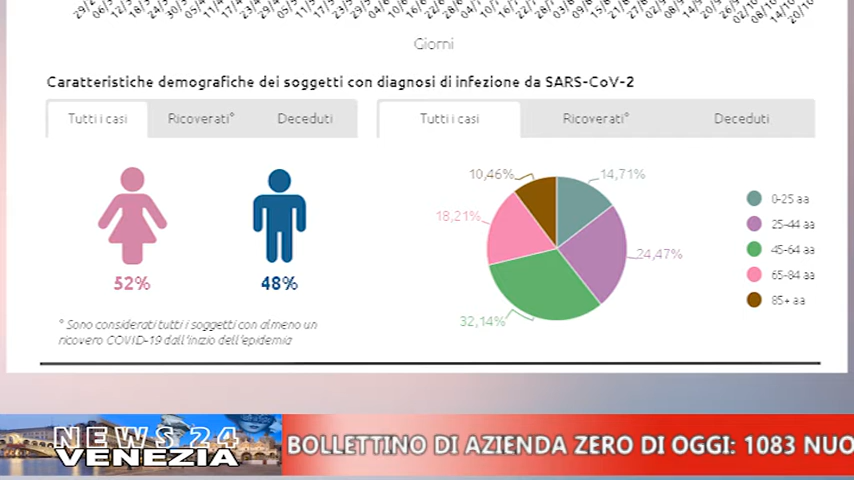 Giorni
Caratteristiche demografiche dei soggetti con diagnosi di infezione da SARS-CoV-2
Tutti i casi Ricoverati° Deceduti Tutti i casi Ricoverati° Deceduti
10,46% 14,71%
0-25 aa
18,21%
25-44 aa
24,47%
45-64 aa
65-84 aa
52% 48%
85+ aa
32,14%
° Sono considerati tutti i soggetti con almeno un
ricovero COVID-19 dall'inizio dell'epidemia
NEWS 24
VENEZIA
BOLLETTINO DI AZIENDA ZERO DI OGGI: 1083 NUO